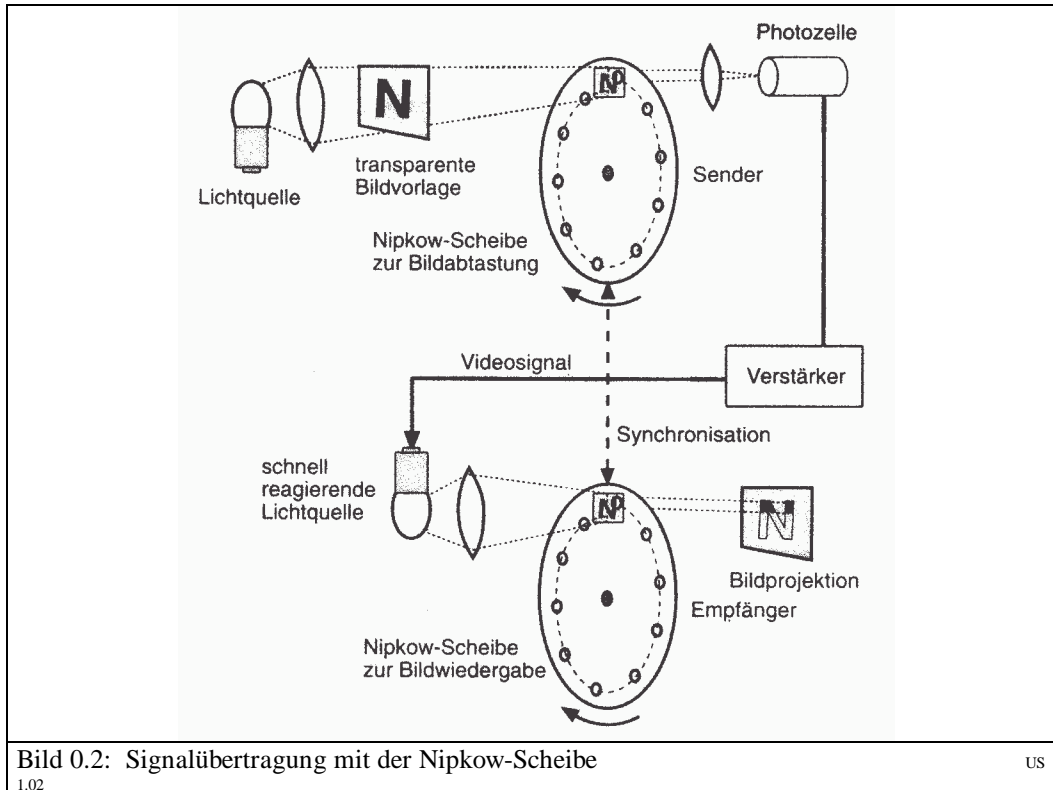 Photozelle
N
N
transparente
Bildvorlage
Lichtquelle
Sender
Nipkow-Scheibe
zur Bildabtastung
Videosignal
Verstärker
Synchronisation
schnell
reagierende
Lichtquelle
N
N
Bildprojektion
Empfänger
Nipkow-Scheibe
zur Bildwiedergabe
Bild 0.2: Signalübertragung mit der Nipkow-Scheibe US
1.02